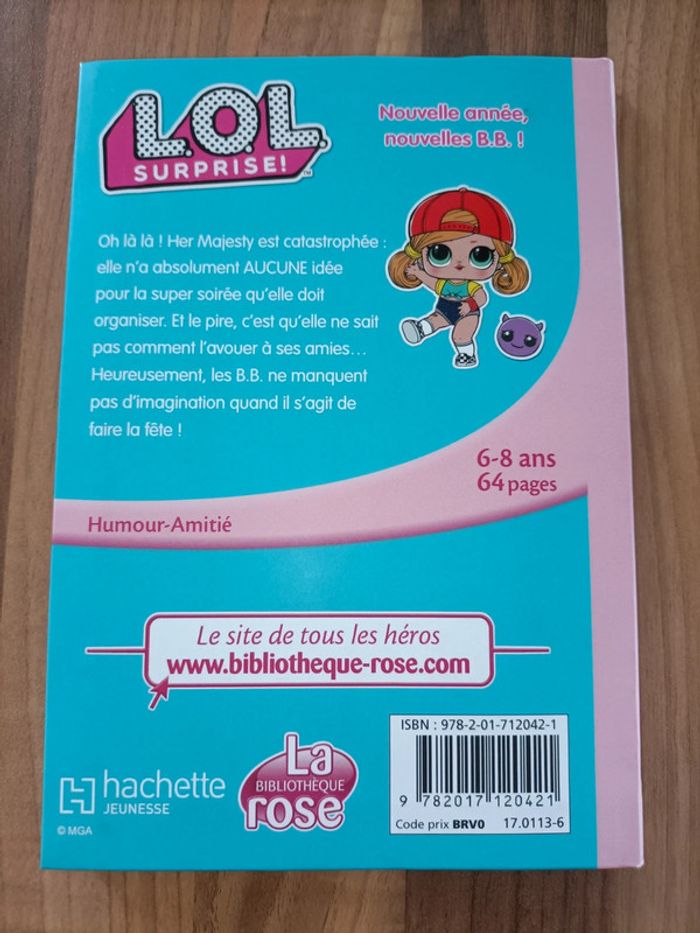 L.O.L.
SURPRISE!
TM
Nouvelle année,
nouvelles B.B. !
Oh là là ! Her Majesty est catastrophée :
elle n'a absolument AUCUNE idée
pour la super soirée qu'elle doit
organiser. Et le pire, c'est qu'elle ne sait
pas comment l'avouer à ses amies...
Heureusement, les B.B. ne manquent
pas d'imagination quand il s'agit de
faire la fête !
6-8 ans
64 pages
Humour-Amitié
Le site de tous les héros
www.bibliotheque-rose.com
hachette
JEUNESSE
© MGA
La
BIBLIOTHÈQUE
rose
ISBN : 978-2-01-712042-1
9 782017 120421
Code prix BRV0 17.0113-6